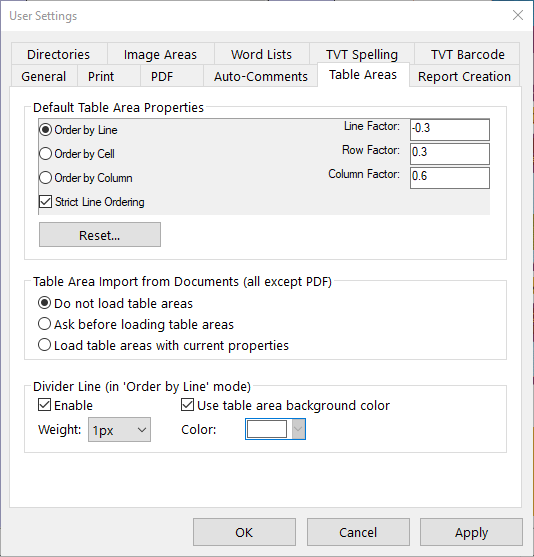 User Settings
Directories Image Areas Word Lists TVT Spelling TVT Barcode
General Print PDF Auto-Comments Table Areas Report Creation
Default Table Area Properties
Order by Line Line Factor: -0.3
Order by Cell Row Factor: 0.3
Order by Column Column Factor: 0.6
Strict Line Ordering
Reset...
Table Area Import from Documents (all except PDF)
Do not load table areas
Ask before loading table areas
Load table areas with current properties
Divider Line (in 'Order by Line' mode)
Enable Use table area background color
Weight: 1px Color:
OK Cancel Apply